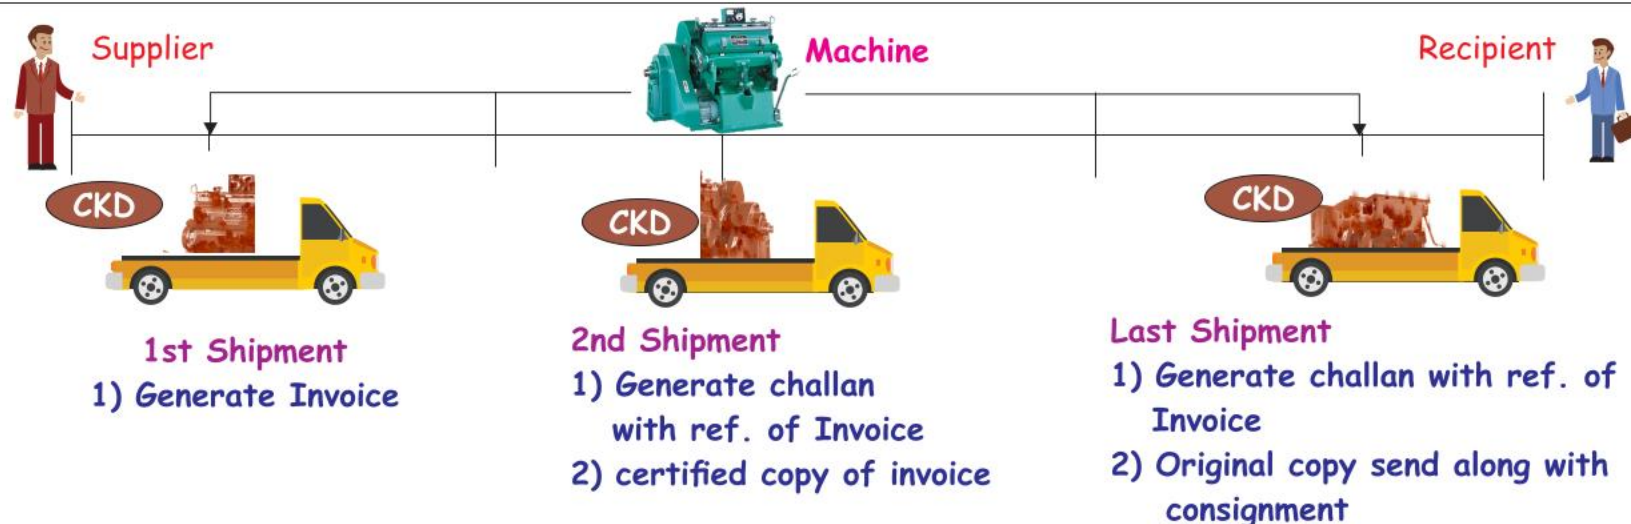 Supplier
Machine
Recipient
CKD
CKD
CKD
1st Shipment
1) Generate Invoice
2nd Shipment
1) Generate challan
with ref. of Invoice
2) certified copy of invoice
Last Shipment
1) Generate challan with ref. of
Invoice
2) Original copy send along with
consignment